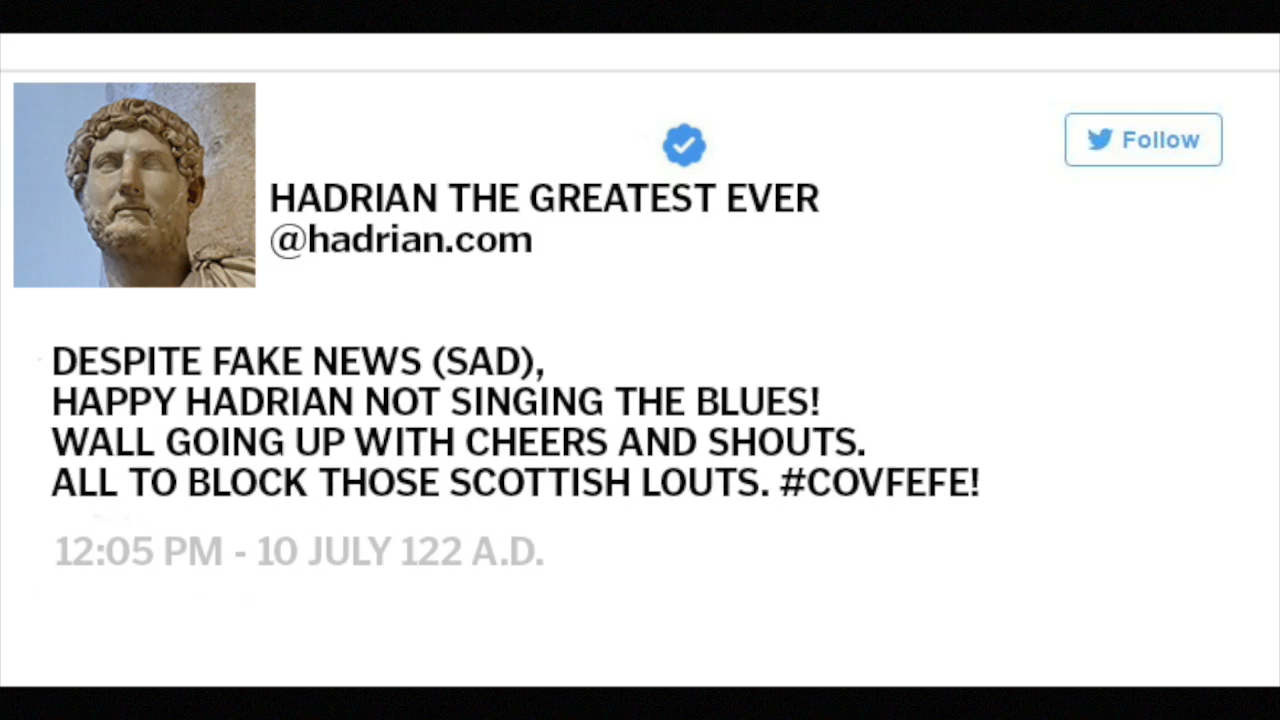 Follow
HADRIAN THE GREATEST EVER
@hadrian.com
DESPITE FAKE NEWS (SAD),
HAPPY HADRIAN NOT SINGING THE BLUES!
WALL GOING UP WITH CHEERS AND SHOUTS.
ALL TO BLOCK THOSE SCOTTISH LOUTS. #COVFEFE!
12:05 PM - 10 JULY 122 A.D.